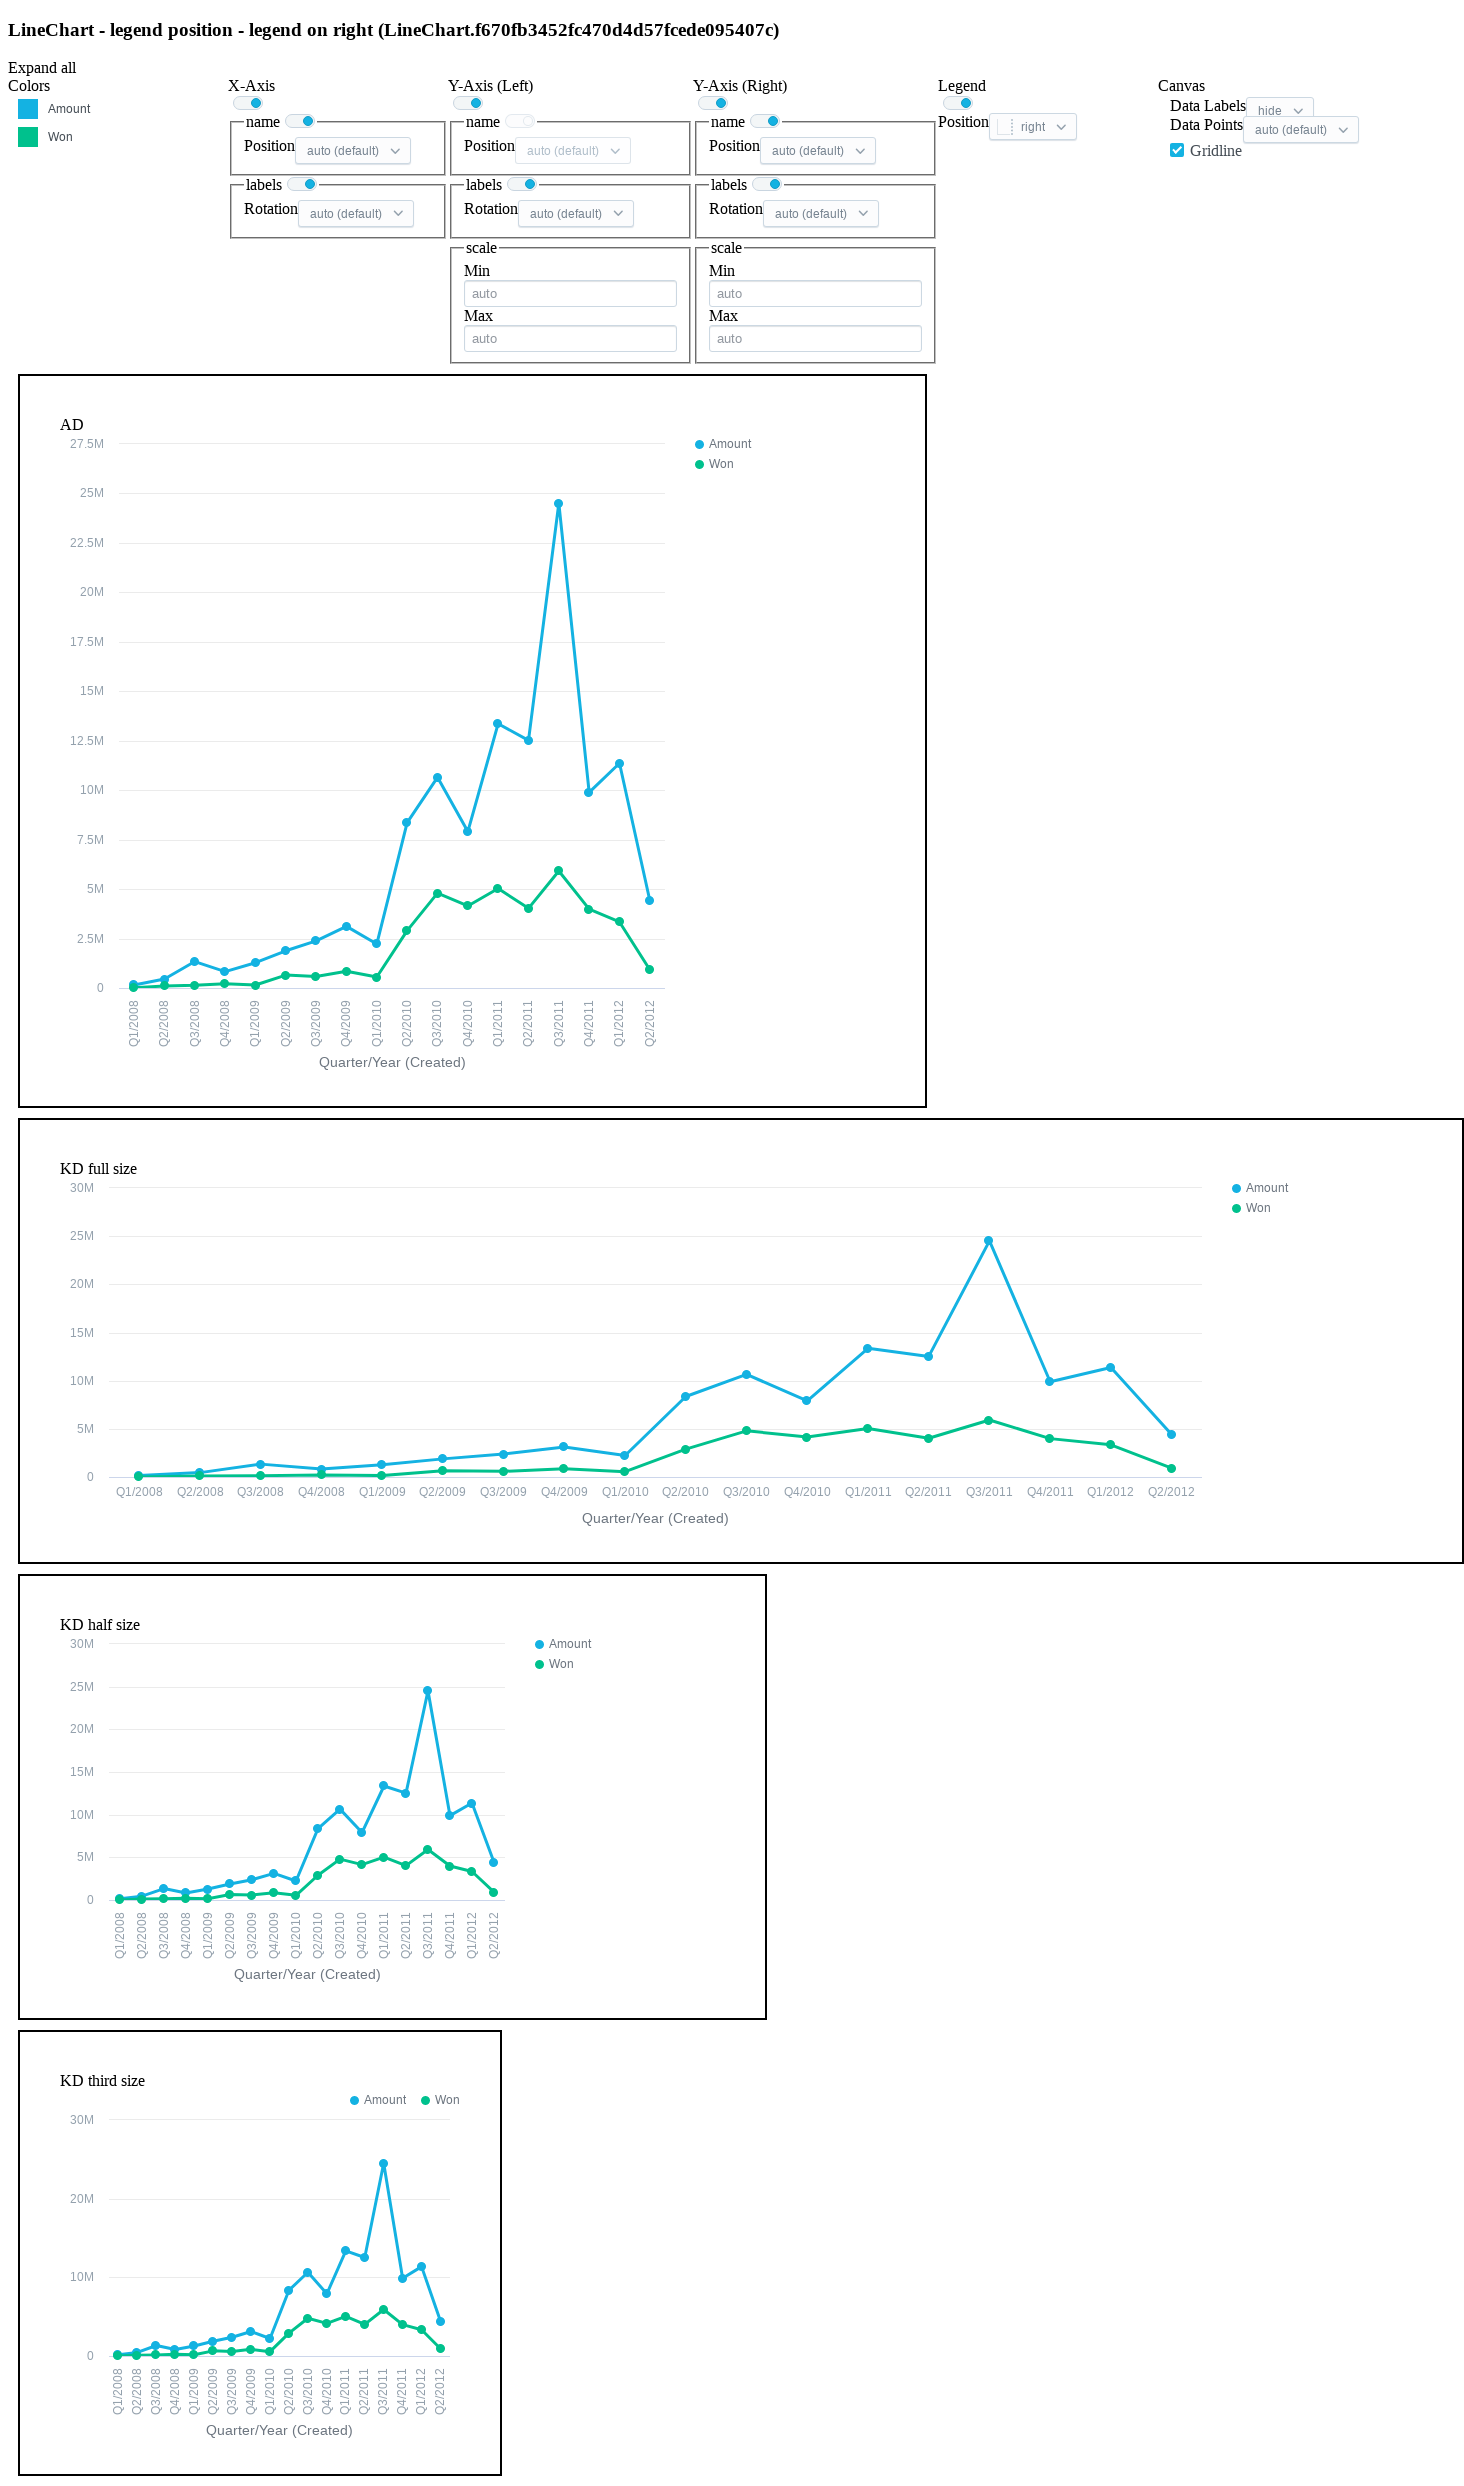 LineChart - legend position - legend on right (LineChart.f670fb3452fc470d4d57fcede095407c)
Expand all
Colors
Amount
Won
X-Axis
name
Position auto (default)
labels
Rotation auto (default)
Y-Axis (Left)
name
Position auto (default)
labels
Rotation auto (default)
scale
Min
auto
Max
auto
Y-Axis (Right)
name
Position auto (default)
labels
Rotation auto (default)
scale
Min
auto
Max
auto
Legend
Position right
Canvas
Data Labels hide
Data Points auto (default)
Gridline
AD
27.5M
25M
22.5M
20M
17.5M
15M
12.5M
10M
7.5M
5M
2.5M
0
Amount
Won
Q1/2008 Q2/2008 Q3/2008 Q4/2008 Q1/2009 Q2/2009 Q3/2009 Q4/2009 Q1/2010 Q2/2010 Q3/2010 Q4/2010 Q1/2011 Q2/2011 Q3/2011 Q4/2011 Q1/2012 Q2/2012
Quarter/Year (Created)
KD full size
30M
25M
20M
15M
10M
5M
0
Amount
Won
Q1/2008 Q2/2008 Q3/2008 Q4/2008 Q1/2009 Q2/2009 Q3/2009 Q4/2009 Q1/2010 Q2/2010 Q3/2010 Q4/2010 Q1/2011 Q2/2011 Q3/2011 Q4/2011 Q1/2012 Q2/2012
Quarter/Year (Created)
KD half size
30M
25M
20M
15M
10M
5M
0
Amount
Won
Q1/2008 Q2/2008 Q3/2008 Q4/2008 Q1/2009 Q2/2009 Q3/2009 Q4/2009 Q1/2010 Q2/2010 Q3/2010 Q4/2010 Q1/2011 Q2/2011 Q3/2011 Q4/2011 Q1/2012 Q2/2012
Quarter/Year (Created)
KD third size
Amount Won
30M
20M
10M
0
Q1/2008 Q2/2008 Q3/2008 Q4/2008 Q1/2009 Q2/2009 Q3/2009 Q4/2009 Q1/2010 Q2/2010 Q3/2010 Q4/2010 Q1/2011 Q2/2011 Q3/2011 Q4/2011 Q1/2012 Q2/2012
Quarter/Year (Created)